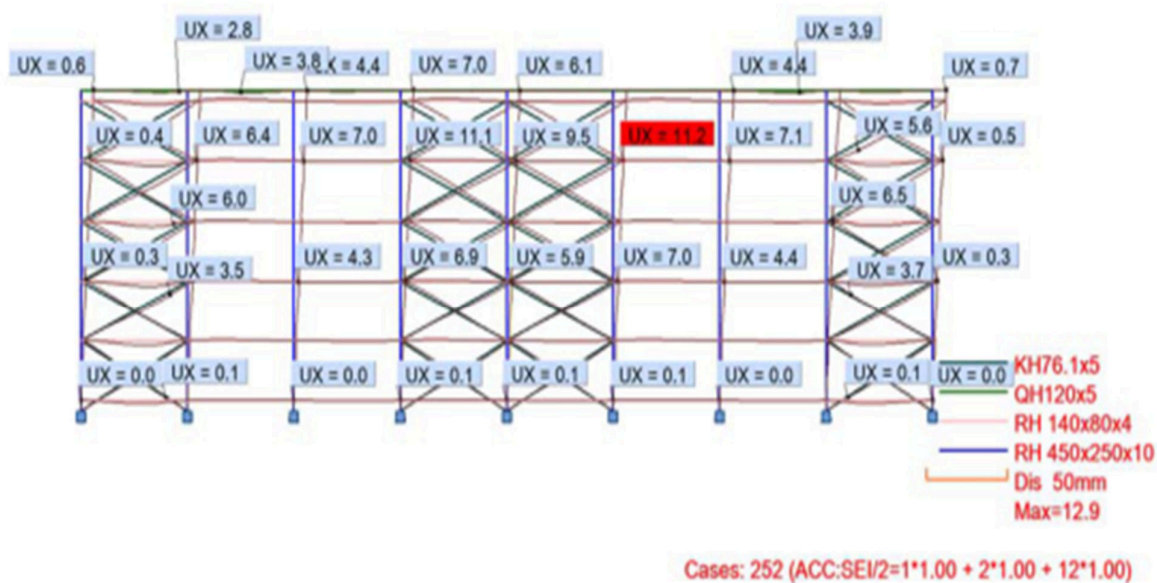 UX = 2.8
UX = 3.9
UX = 0.6
UX = 3.8
UX = 4.4
UX = 7.0
UX = 6.1
UX = 4.4
UX = 0.7
UX = 0.4
UX = 6.4
UX = 7.0
UX = 11.1
UX = 9.5
UX = 11.2
UX = 7.1
UX = 5.6
UX = 0.5
UX = 6.0
UX = 6.5
UX = 0.3
UX = 3.5
UX = 4.3
UX = 6.9
UX = 5.9
UX = 7.0
UX = 4.4
UX = 3.7
UX = 0.3
UX = 0.0
UX = 0.1
UX = 0.0
UX = 0.1
UX = 0.1
UX = 0.1
UX = 0.0
UX = 0.1
UX = 0.0
KH76.1x5
QH120x5
RH 140x80x4
RH 450x250x10
Dis 50mm
Max=12.9
Cases: 252 (ACC:SEI/2=1*1.00 + 2*1.00 + 12*1.00)